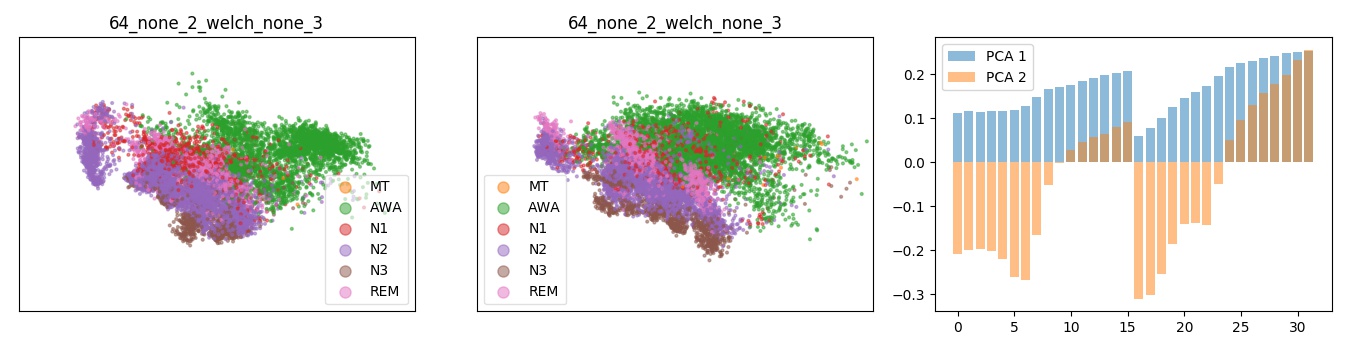 64_none_2_welch_none_3
MT
AWA
N1
N2
N3
REM
64_none_2_welch_none_3
MT
AWA
N1
N2
N3
REM
PCA 1
PCA 2
0.2
0.1
0.0
−0.1
−0.2
−0.3
0 5 10 15 20 25 30